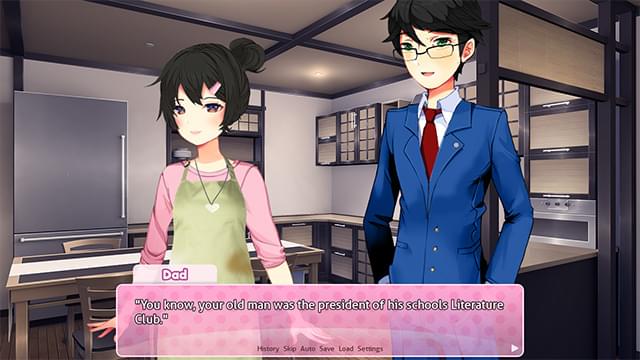 Dad
"You know, your old man was the president of his schools Literature
Club."
History Skip Auto Save Load Settings